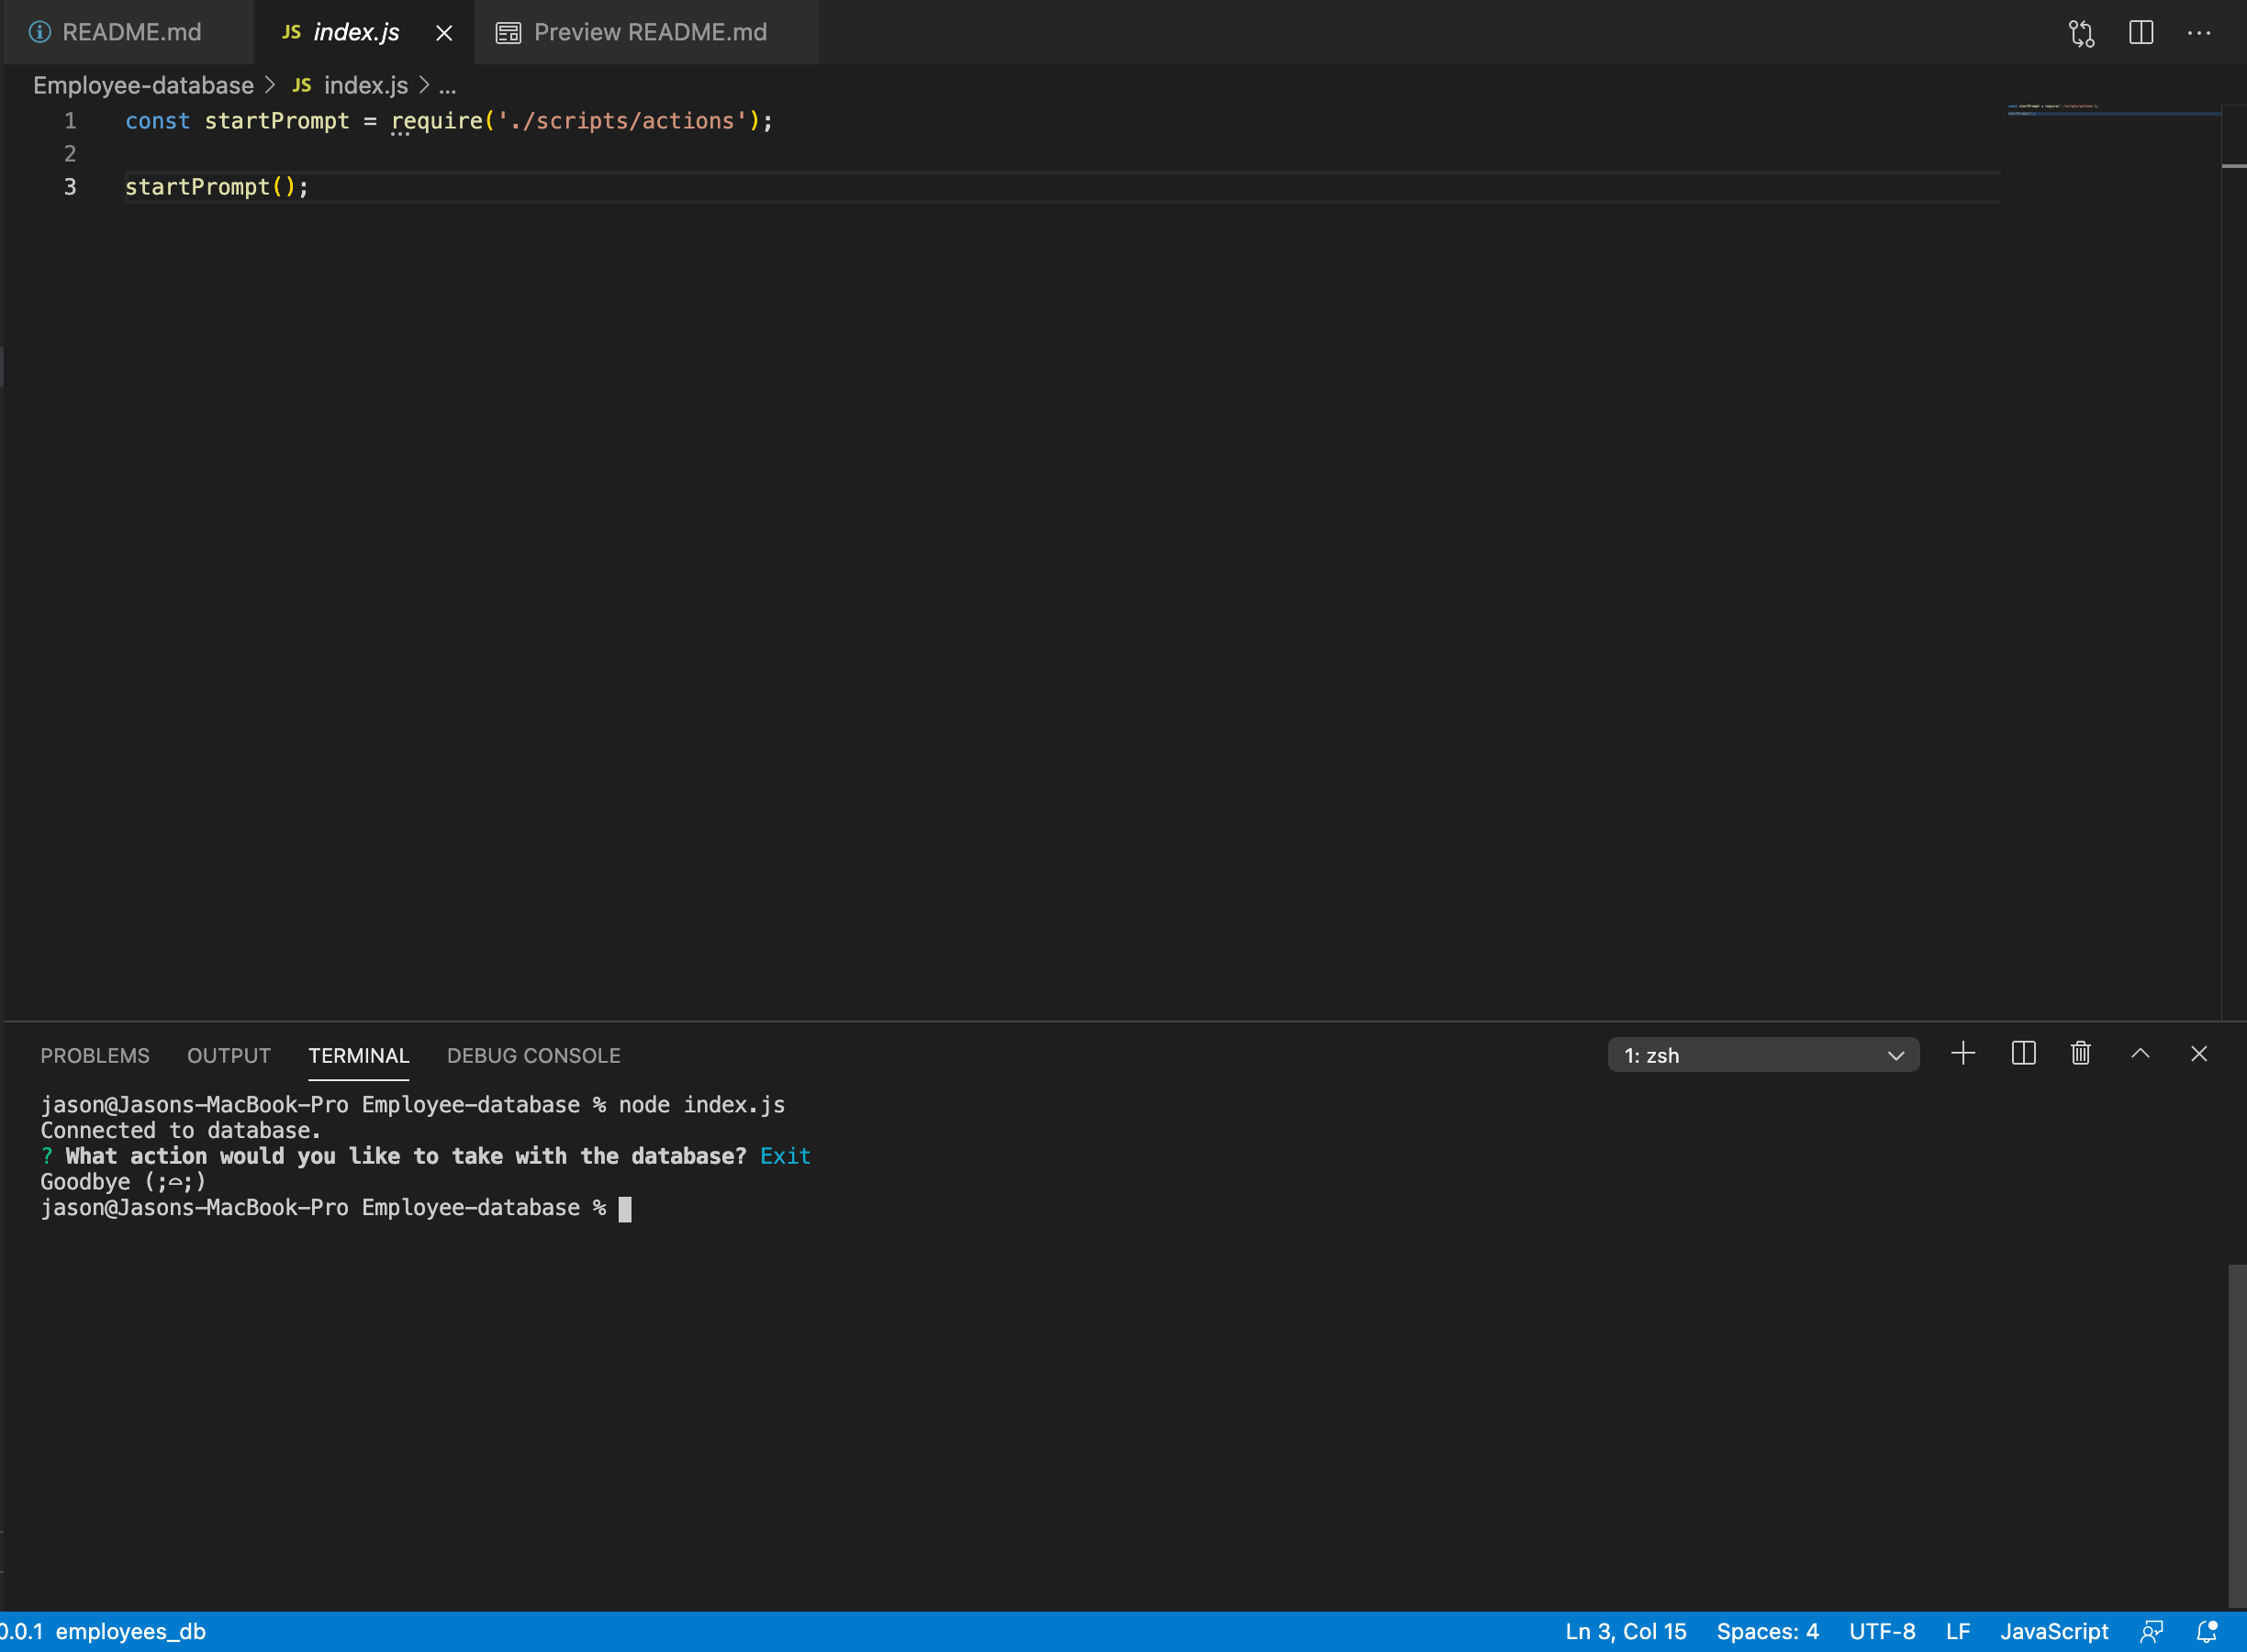 README.md
JS index.js
Preview README.md
Employee-database > JS index.js > ...
1 const startPrompt = require('./scripts/actions');
2
3 startPrompt();
PROBLEMS OUTPUT TERMINAL DEBUG CONSOLE
1: zsh
jason@Jasons-MacBook-Pro Employee-database % node index.js
Connected to database.
? What action would you like to take with the database? Exit
Goodbye (;⌓;)
jason@Jasons-MacBook-Pro Employee-database %
0.0.1 employees_db
Ln 3, Col 15 Spaces: 4 UTF-8 LF JavaScript